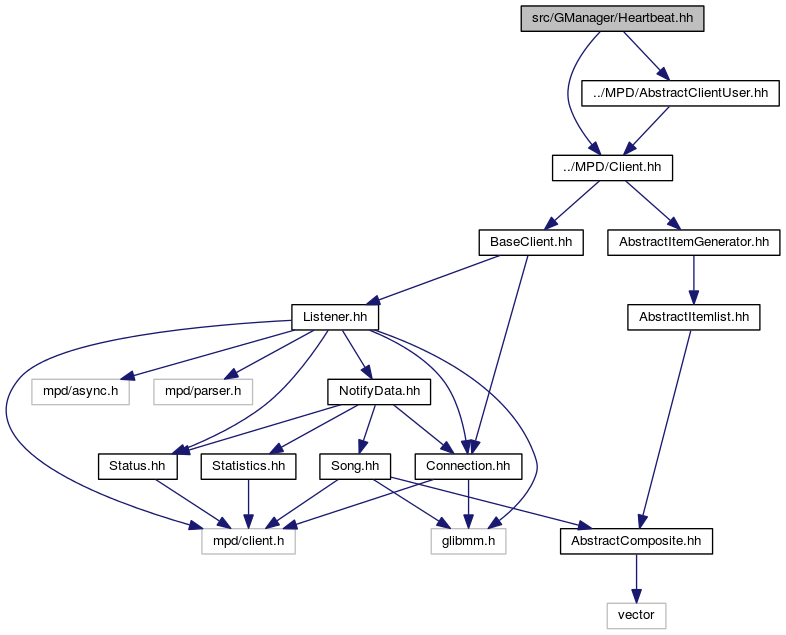 src/GManager/Heartbeat.hh
../MPD/AbstractClientUser.hh
../MPD/Client.hh
BaseClient.hh
AbstractItemGenerator.hh
Listener.hh
AbstractItemlist.hh
mpd/async.h
mpd/parser.h
NotifyData.hh
Status.hh
Statistics.hh
Song.hh
Connection.hh
mpd/client.h
glibmm.h
AbstractComposite.hh
vector